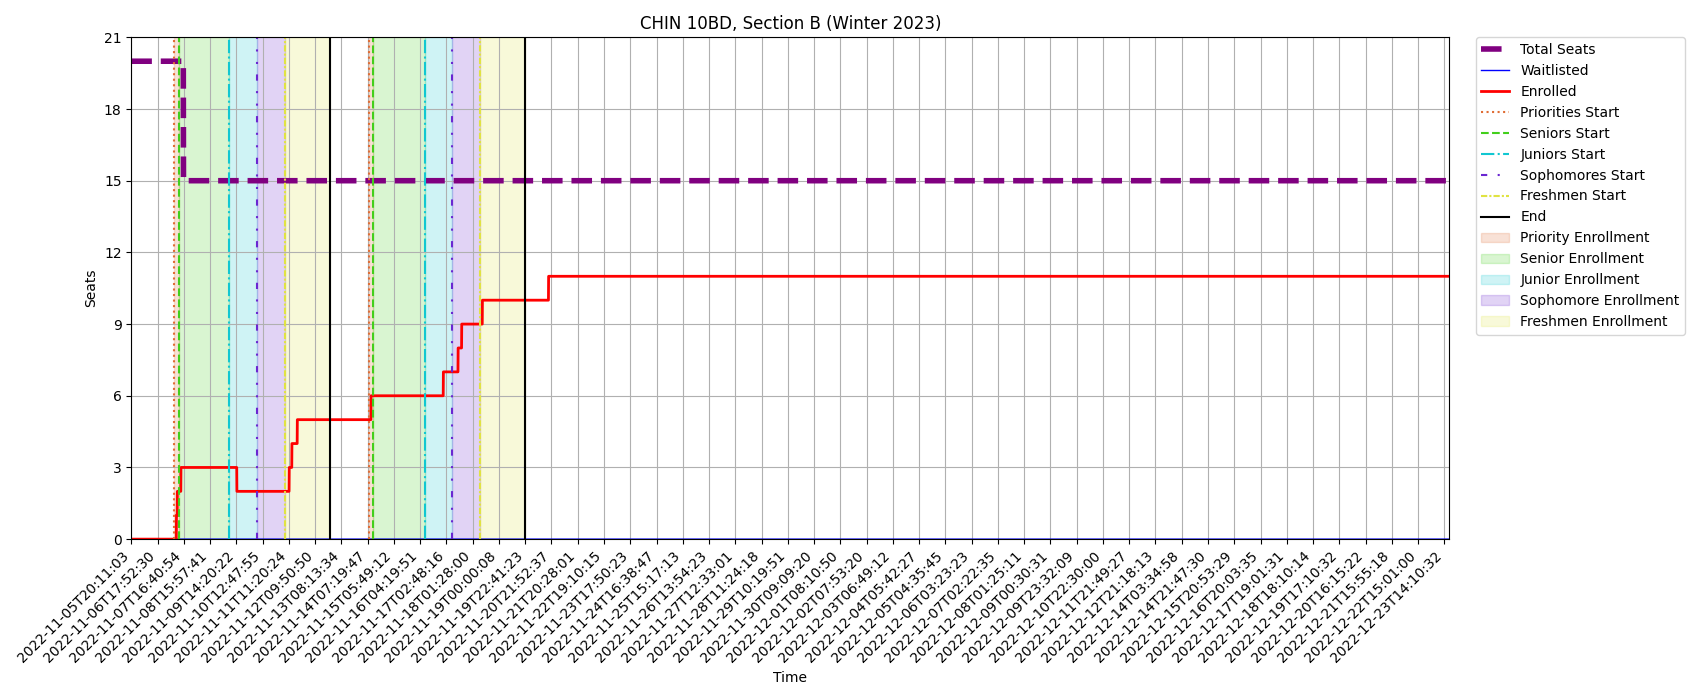 CHIN 10BD, Section B (Winter 2023)
21
18
15
12
9
6
3
0
Seats
2022-11-05T20:11:03
2022-11-06T17:52:30
2022-11-07T16:40:54
2022-11-08T15:57:41
2022-11-09T14:20:22
2022-11-10T12:47:55
2022-11-11T11:20:24
2022-11-12T09:50:50
2022-11-13T08:13:34
2022-11-14T07:19:47
2022-11-15T05:49:12
2022-11-16T04:19:51
2022-11-17T02:48:16
2022-11-18T01:28:00
2022-11-19T00:00:08
2022-11-19T22:41:23
2022-11-20T21:52:37
2022-11-21T20:28:01
2022-11-22T19:10:15
2022-11-23T17:50:23
2022-11-24T16:38:47
2022-11-25T15:17:13
2022-11-26T13:54:23
2022-11-27T12:33:01
2022-11-28T11:24:18
2022-11-29T10:19:51
2022-11-30T09:09:20
2022-12-01T08:10:50
2022-12-02T07:53:20
2022-12-03T06:49:12
2022-12-04T05:42:27
2022-12-05T04:35:45
2022-12-06T03:23:23
2022-12-07T02:22:35
2022-12-08T01:25:11
2022-12-09T00:30:31
2022-12-09T23:32:09
2022-12-10T22:30:00
2022-12-11T21:49:27
2022-12-12T21:18:13
2022-12-14T03:34:58
2022-12-14T21:47:30
2022-12-15T20:53:29
2022-12-16T20:03:35
2022-12-17T19:01:31
2022-12-18T18:10:14
2022-12-19T17:10:32
2022-12-20T16:15:22
2022-12-21T15:55:18
2022-12-22T15:01:00
2022-12-23T14:10:32
Time
Total Seats
Waitlisted
Enrolled
Priorities Start
Seniors Start
Juniors Start
Sophomores Start
Freshmen Start
End
Priority Enrollment
Senior Enrollment
Junior Enrollment
Sophomore Enrollment
Freshmen Enrollment